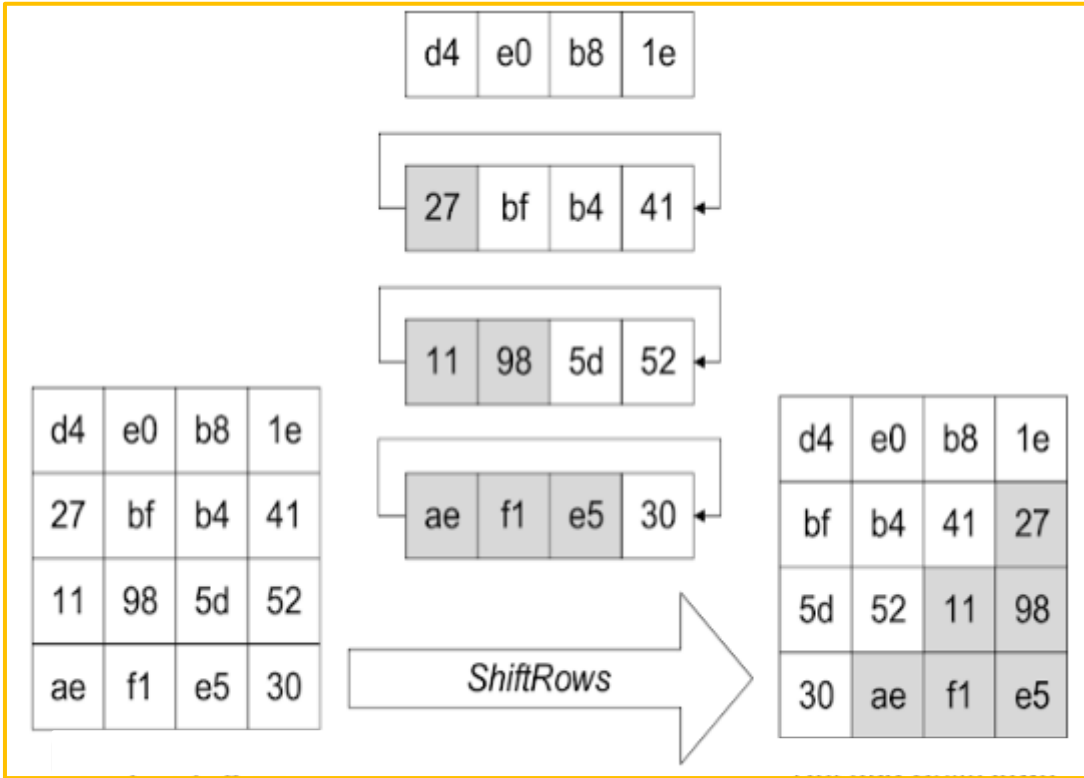 d4 e0 b8 1e
27 bf b4 41
11 98 5d 52
ae f1 e5 30
d4 e0 b8 1e
27 bf b4 41
11 98 5d 52
ae f1 e5 30
ShiftRows
d4 e0 b8 1e
bf b4 41 27
5d 52 11 98
30 ae f1 e5